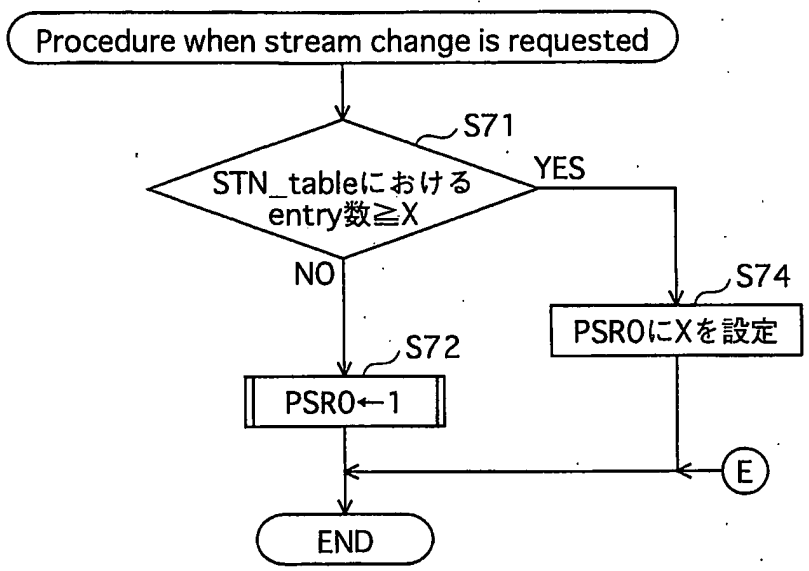 Procedure when stream change is requested
S71
STN_tableにおける
entry数≧X
YES
NO
S74
PSR0にXを設定
S72
PSR0←1
E
END